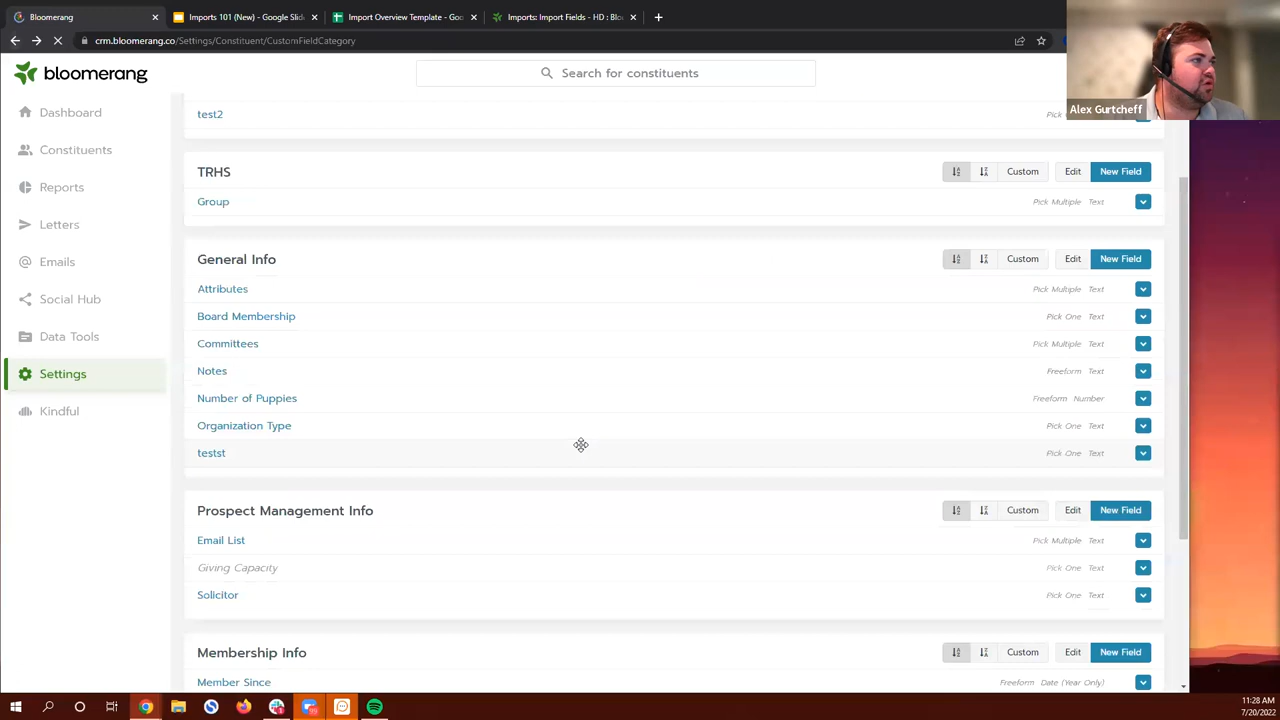 Bloomerang
Imports 101 (New) - Google Slid
Import Overview Template - Goo
Imports: Import Fields - HD : Blo
crm.bloomerang.co/Settings/Constituent/CustomFieldCategory
Alex Gurtcheff
bloomerang
Search for constituents
Dashboard
Constituents
Reports
Letters
Emails
Social Hub
Data Tools
Settings
Kindful
test2 Pick
TRHS Custom Edit New Field
Group Pick Multiple Text
General Info Custom Edit New Field
Attributes Pick Multiple Text
Board Membership Pick One Text
Committees Pick Multiple Text
Notes Freeform Text
Number of Puppies Freeform Number
Organization Type Pick One Text
testst Pick One Text
Prospect Management Info Custom Edit New Field
Email List Pick Multiple Text
Giving Capacity Pick One Text
Solicitor Pick One Text
Membership Info Custom Edit New Field
Member Since Freeform Date (Year Only)
11:28 AM
7/20/2022